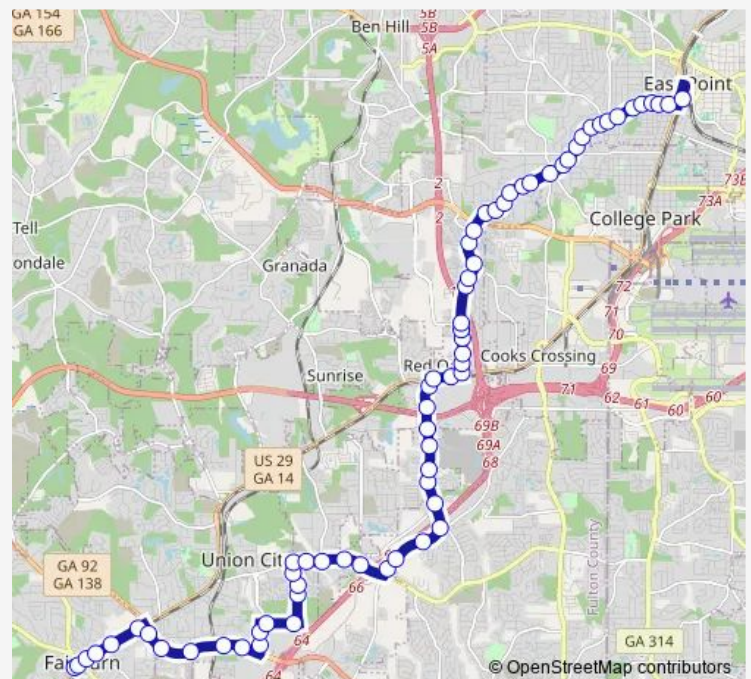 GA 154
GA 166
Ben Hill
5B
5B
5A
East Point
2
2
73B
73A
Tell
ondale
College Park
Granada
72
71
70
Cooks Crossing
69
Sunrise
71
62
61
60
60
69B
69A
68
US 29
GA 14
Union City
66
GA 92
GA 138
Fulton County
64
64
GA 314
Fairburn
© OpenStreetMap contributors